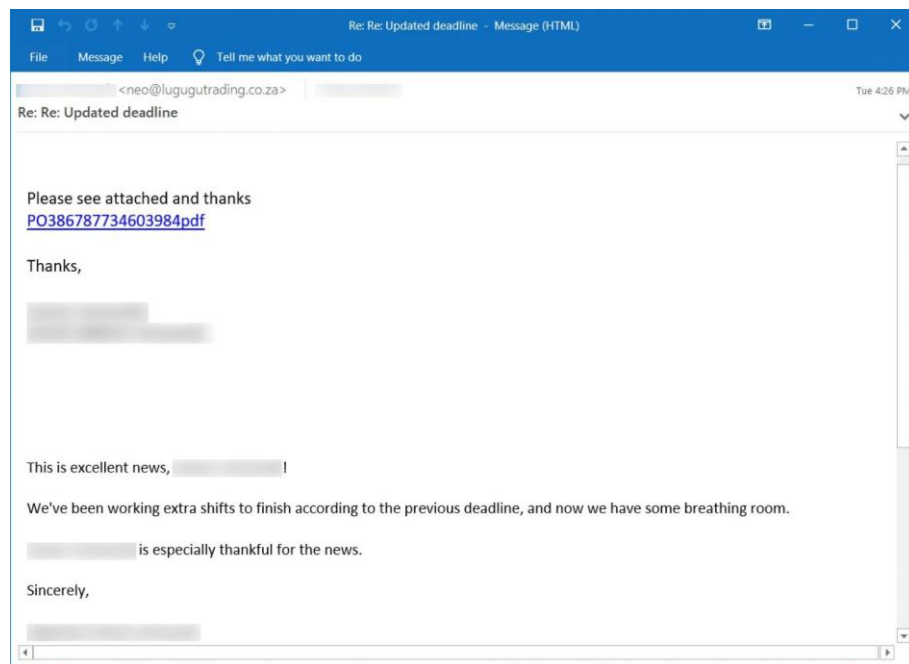 Re: Re: Updated deadline - Message (HTML)
File Message Help Tell me what you want to do
<neo@lugugutrading.co.za>
Tue 4:26 PM
Re: Re: Updated deadline
Please see attached and thanks
PO386787734603984pdf
Thanks,
This is excellent news, !
We've been working extra shifts to finish according to the previous deadline, and now we have some breathing room.
is especially thankful for the news.
Sincerely,